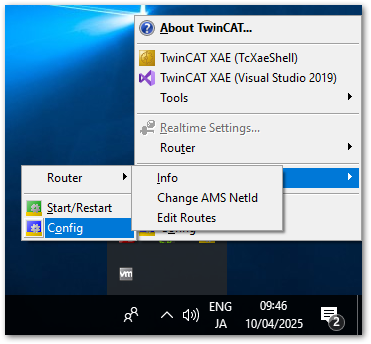 About TwinCAT...
TwinCAT XAE (TcXaeShell)
TwinCAT XAE (Visual Studio 2019)
Tools
Realtime Settings...
Router
Router
Info
Change AMS NetId
Start/Restart
Edit Routes
Config
vm
ENG
JA
09:46
10/04/2025
2